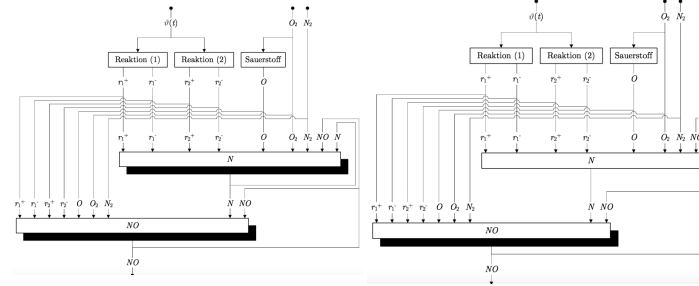 ϑ(t) O₂ N₂
Reaktion (1) Reaktion (2) Sauerstoff
r₁⁺ r₁⁻ r₂⁺ r₂⁻ O
r₁⁺ r₁⁻ r₂⁺ r₂⁻ O O₂ N₂ NO N
N
r₁⁺ r₁⁻ r₂⁺ r₂⁻ O O₂ N₂ N NO
NO
NO
ϑ(t) O₂ N₂
Reaktion (1) Reaktion (2) Sauerstoff
r₁⁺ r₁⁻ r₂⁺ r₂⁻ O
r₁⁺ r₁⁻ r₂⁺ r₂⁻ O O₂ N₂
N
r₁⁺ r₁⁻ r₂⁺ r₂⁻ O O₂ N₂ N NO
NO
NO